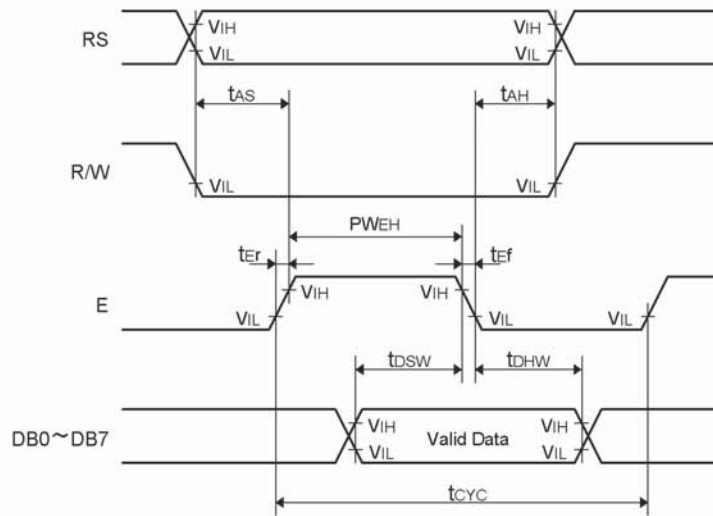 RS
VIH
VIH
VIL
VIL
tAS
tAH
R/W
VIL
VIL
PWEH
tEr
tEf
E
VIH
VIH
VIL
VIL
VIL
tDSW
tDHW
DB0～DB7
VIH
Valid Data
VIH
VIL
VIL
tCYC